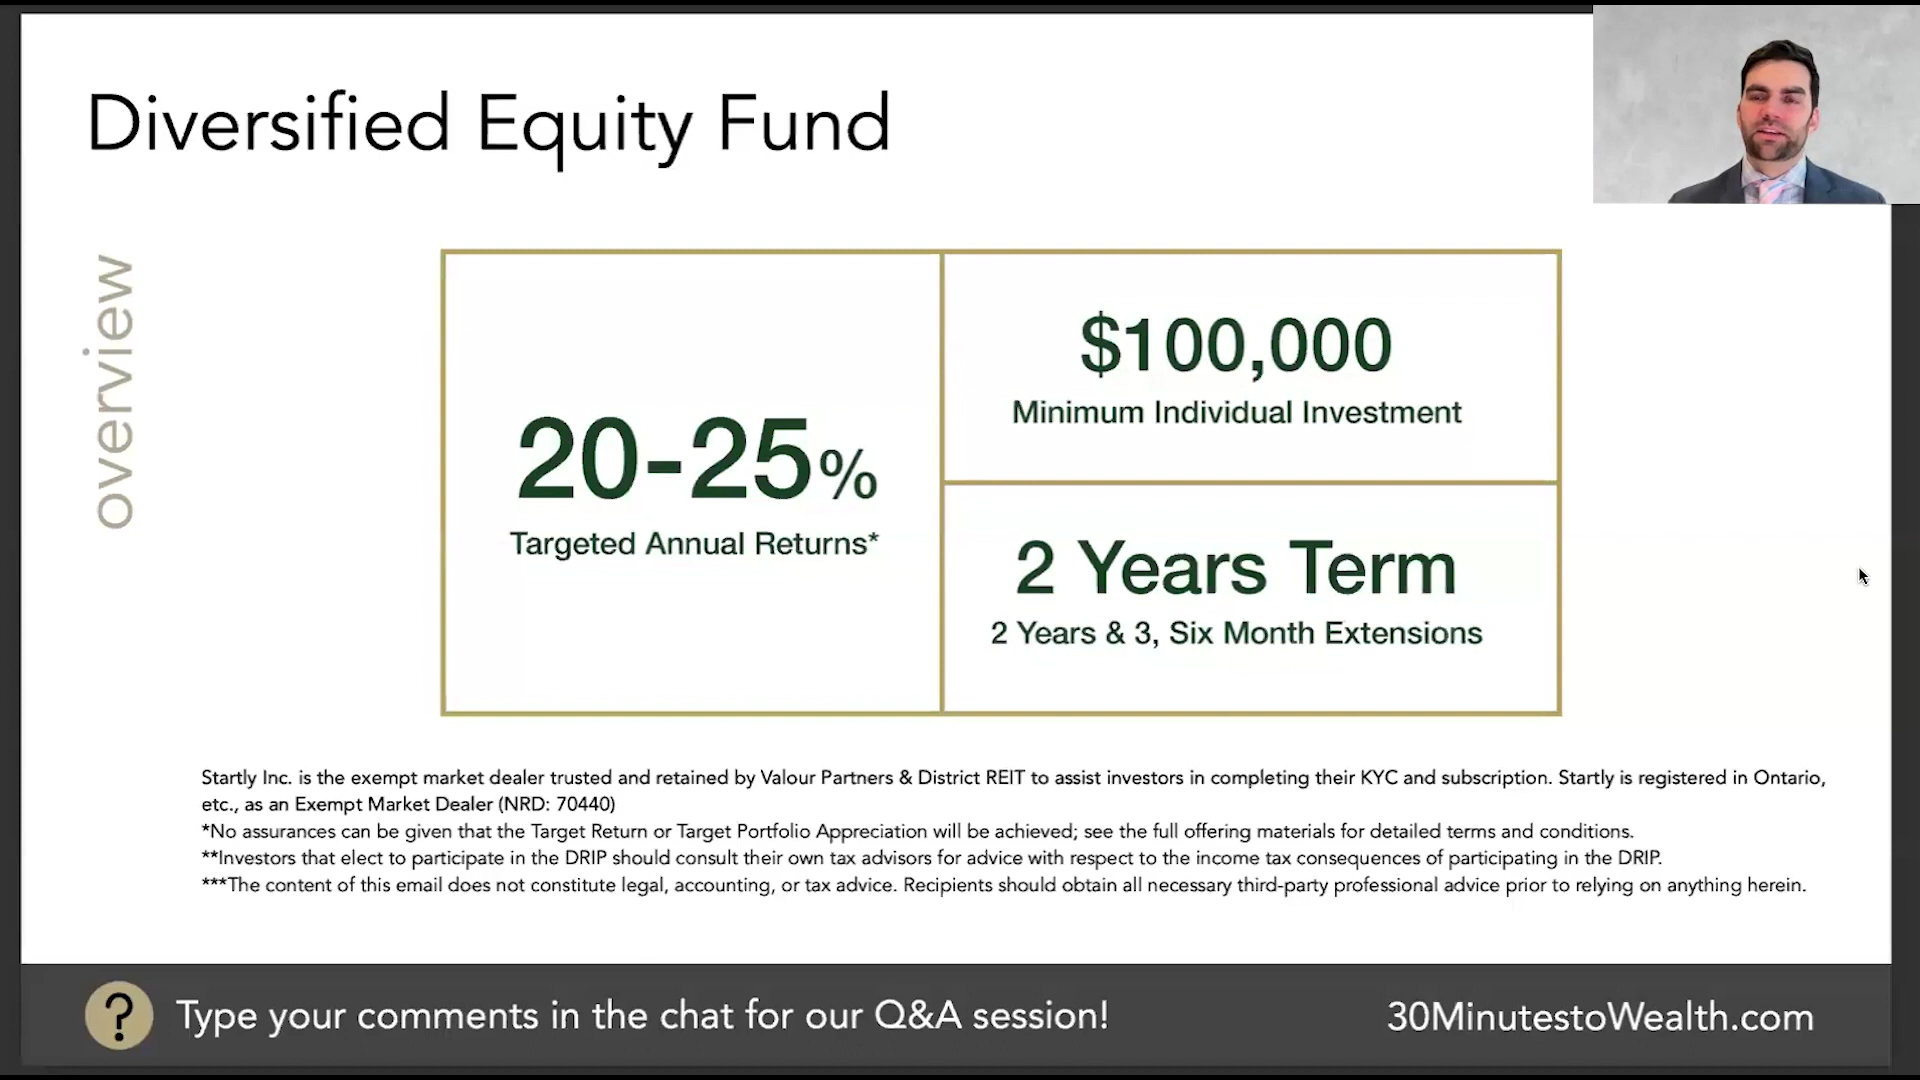 Diversified Equity Fund
overview
20-25%
Targeted Annual Returns*
$100,000
Minimum Individual Investment
2 Years Term
2 Years & 3, Six Month Extensions
Startly Inc. is the exempt market dealer trusted and retained by Valour Partners & District REIT to assist investors in completing their KYC and subscription. Startly is registered in Ontario,
etc., as an Exempt Market Dealer (NRD: 70440)
*No assurances can be given that the Target Return or Target Portfolio Appreciation will be achieved; see the full offering materials for detailed terms and conditions.
**Investors that elect to participate in the DRIP should consult their own tax advisors for advice with respect to the income tax consequences of participating in the DRIP.
***The content of this email does not constitute legal, accounting, or tax advice. Recipients should obtain all necessary third-party professional advice prior to relying on anything herein.
? Type your comments in the chat for our Q&A session!
30MinutestoWealth.com